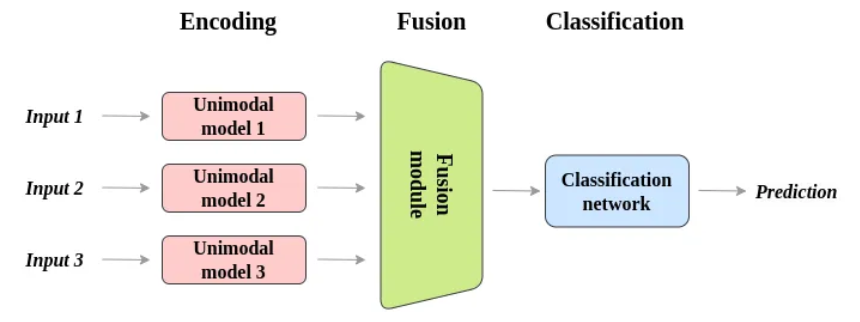 Encoding
Fusion
Classification
Input 1
Unimodal
model 1
Input 2
Unimodal
model 2
Input 3
Unimodal
model 3
Fusion
module
Classification
network
Prediction